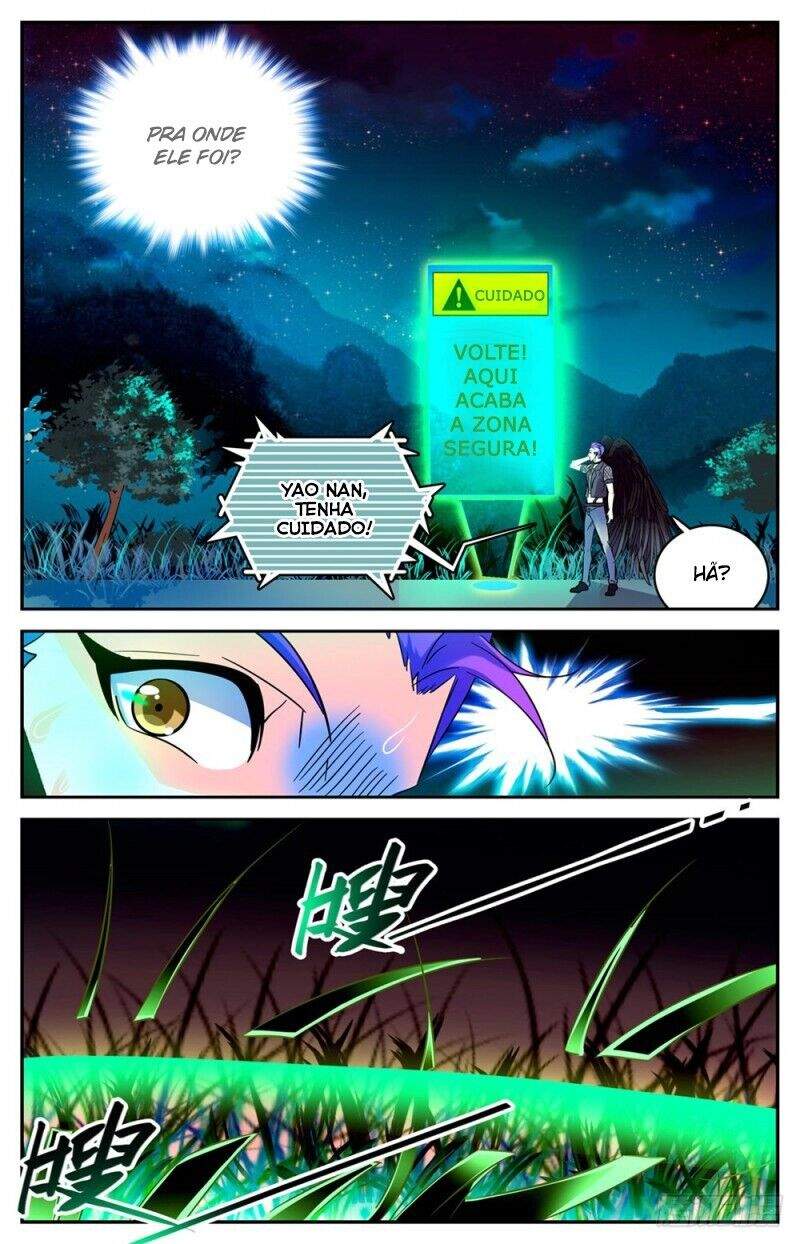 PRA ONDE
ELE FOI?
CUIDADO
VOLTE!
AQUI
ACABA
A ZONA
SEGURA!
YAO NAN,
TENHA
CUIDADO!
HÃ?
嗖
嗖